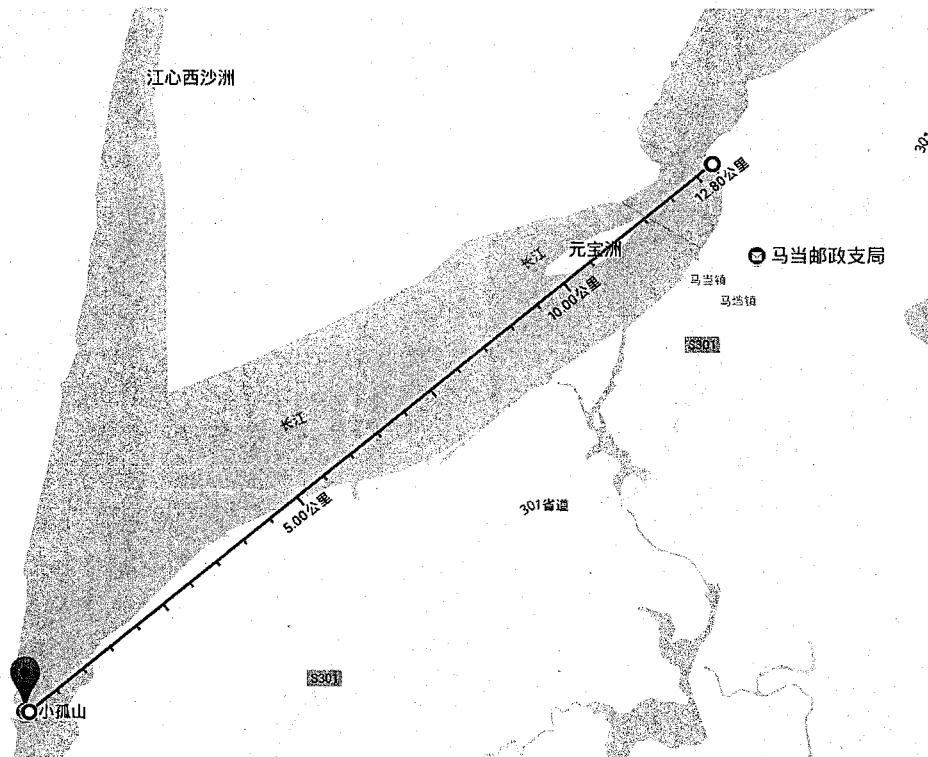 江心西沙洲
30°
12.80公里
元宝洲
长江
马当邮政支局
10.00公里
马当镇
马垱镇
S301
长江
5.00公里
301省道
S301
小孤山